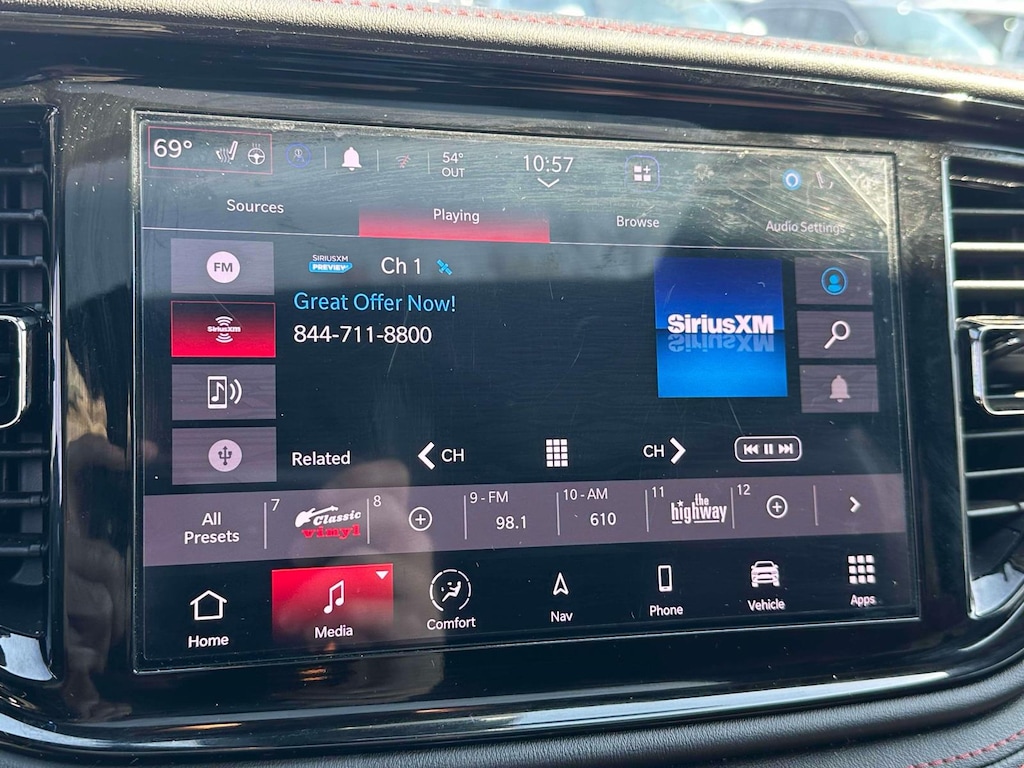 69°
54°
OUT
10:57
Sources
Playing
Browse
Audio Settings
FM
SIRIUSXM
PREVIEW
Ch 1
Great Offer Now!
844-711-8800
SiriusXM
SiriusXM
SiriusXM
Related
CH
CH
All
Presets
7
Classic
vinyl
8
9 - FM
98.1
10 - AM
610
11
the
highway
12
Home
Media
Comfort
Nav
Phone
Vehicle
Apps